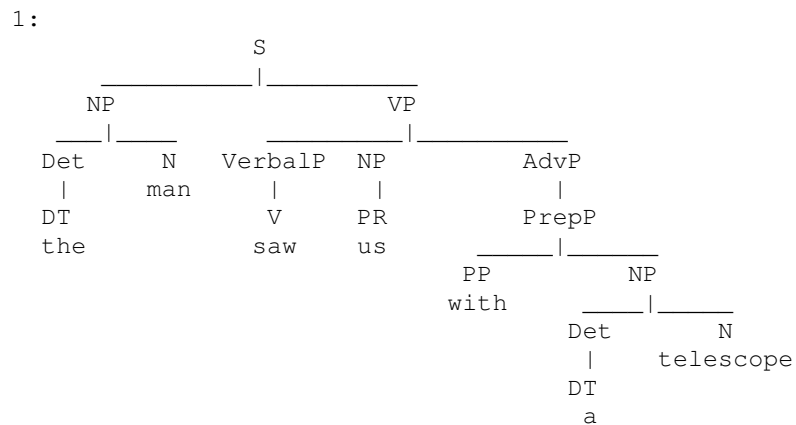 1:
S
NP VP
Det N VerbalP NP AdvP
| man | | |
DT V PR PrepP
the saw us
PP NP
with
Det N
| telescope
DT
a